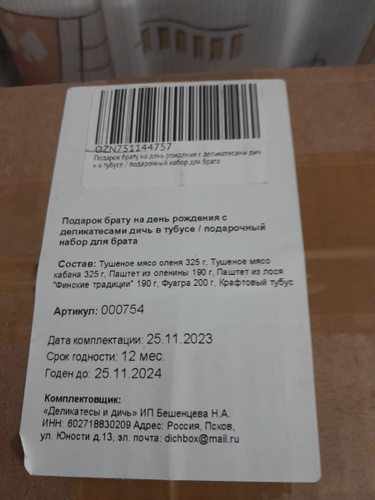 OZN751144757
Подарок брату на день рождения с деликатесами дич
ь в тубусе / подарочный набор для брата
Подарок брату на день рождения с
деликатесами дичь в тубусе / подарочный
набор для брата
Состав: Тушеное мясо оленя 325 г, Тушеное мясо
кабана 325 г, Паштет из оленины 190 г, Паштет из лося
"Финские традиции" 190 г, Фуагра 200 г, Крафтовый тубус
Артикул: 000754
Дата комплектации: 25.11.2023
Срок годности: 12 мес.
Годен до: 25.11.2024
Комплектовщик:
«Деликатесы и дичь» ИП Бешенцева Н.А.
ИНН: 602718830209 Адрес: Россия, Псков,
ул. Юности д.13, эл. почта: dichbox@mail.ru